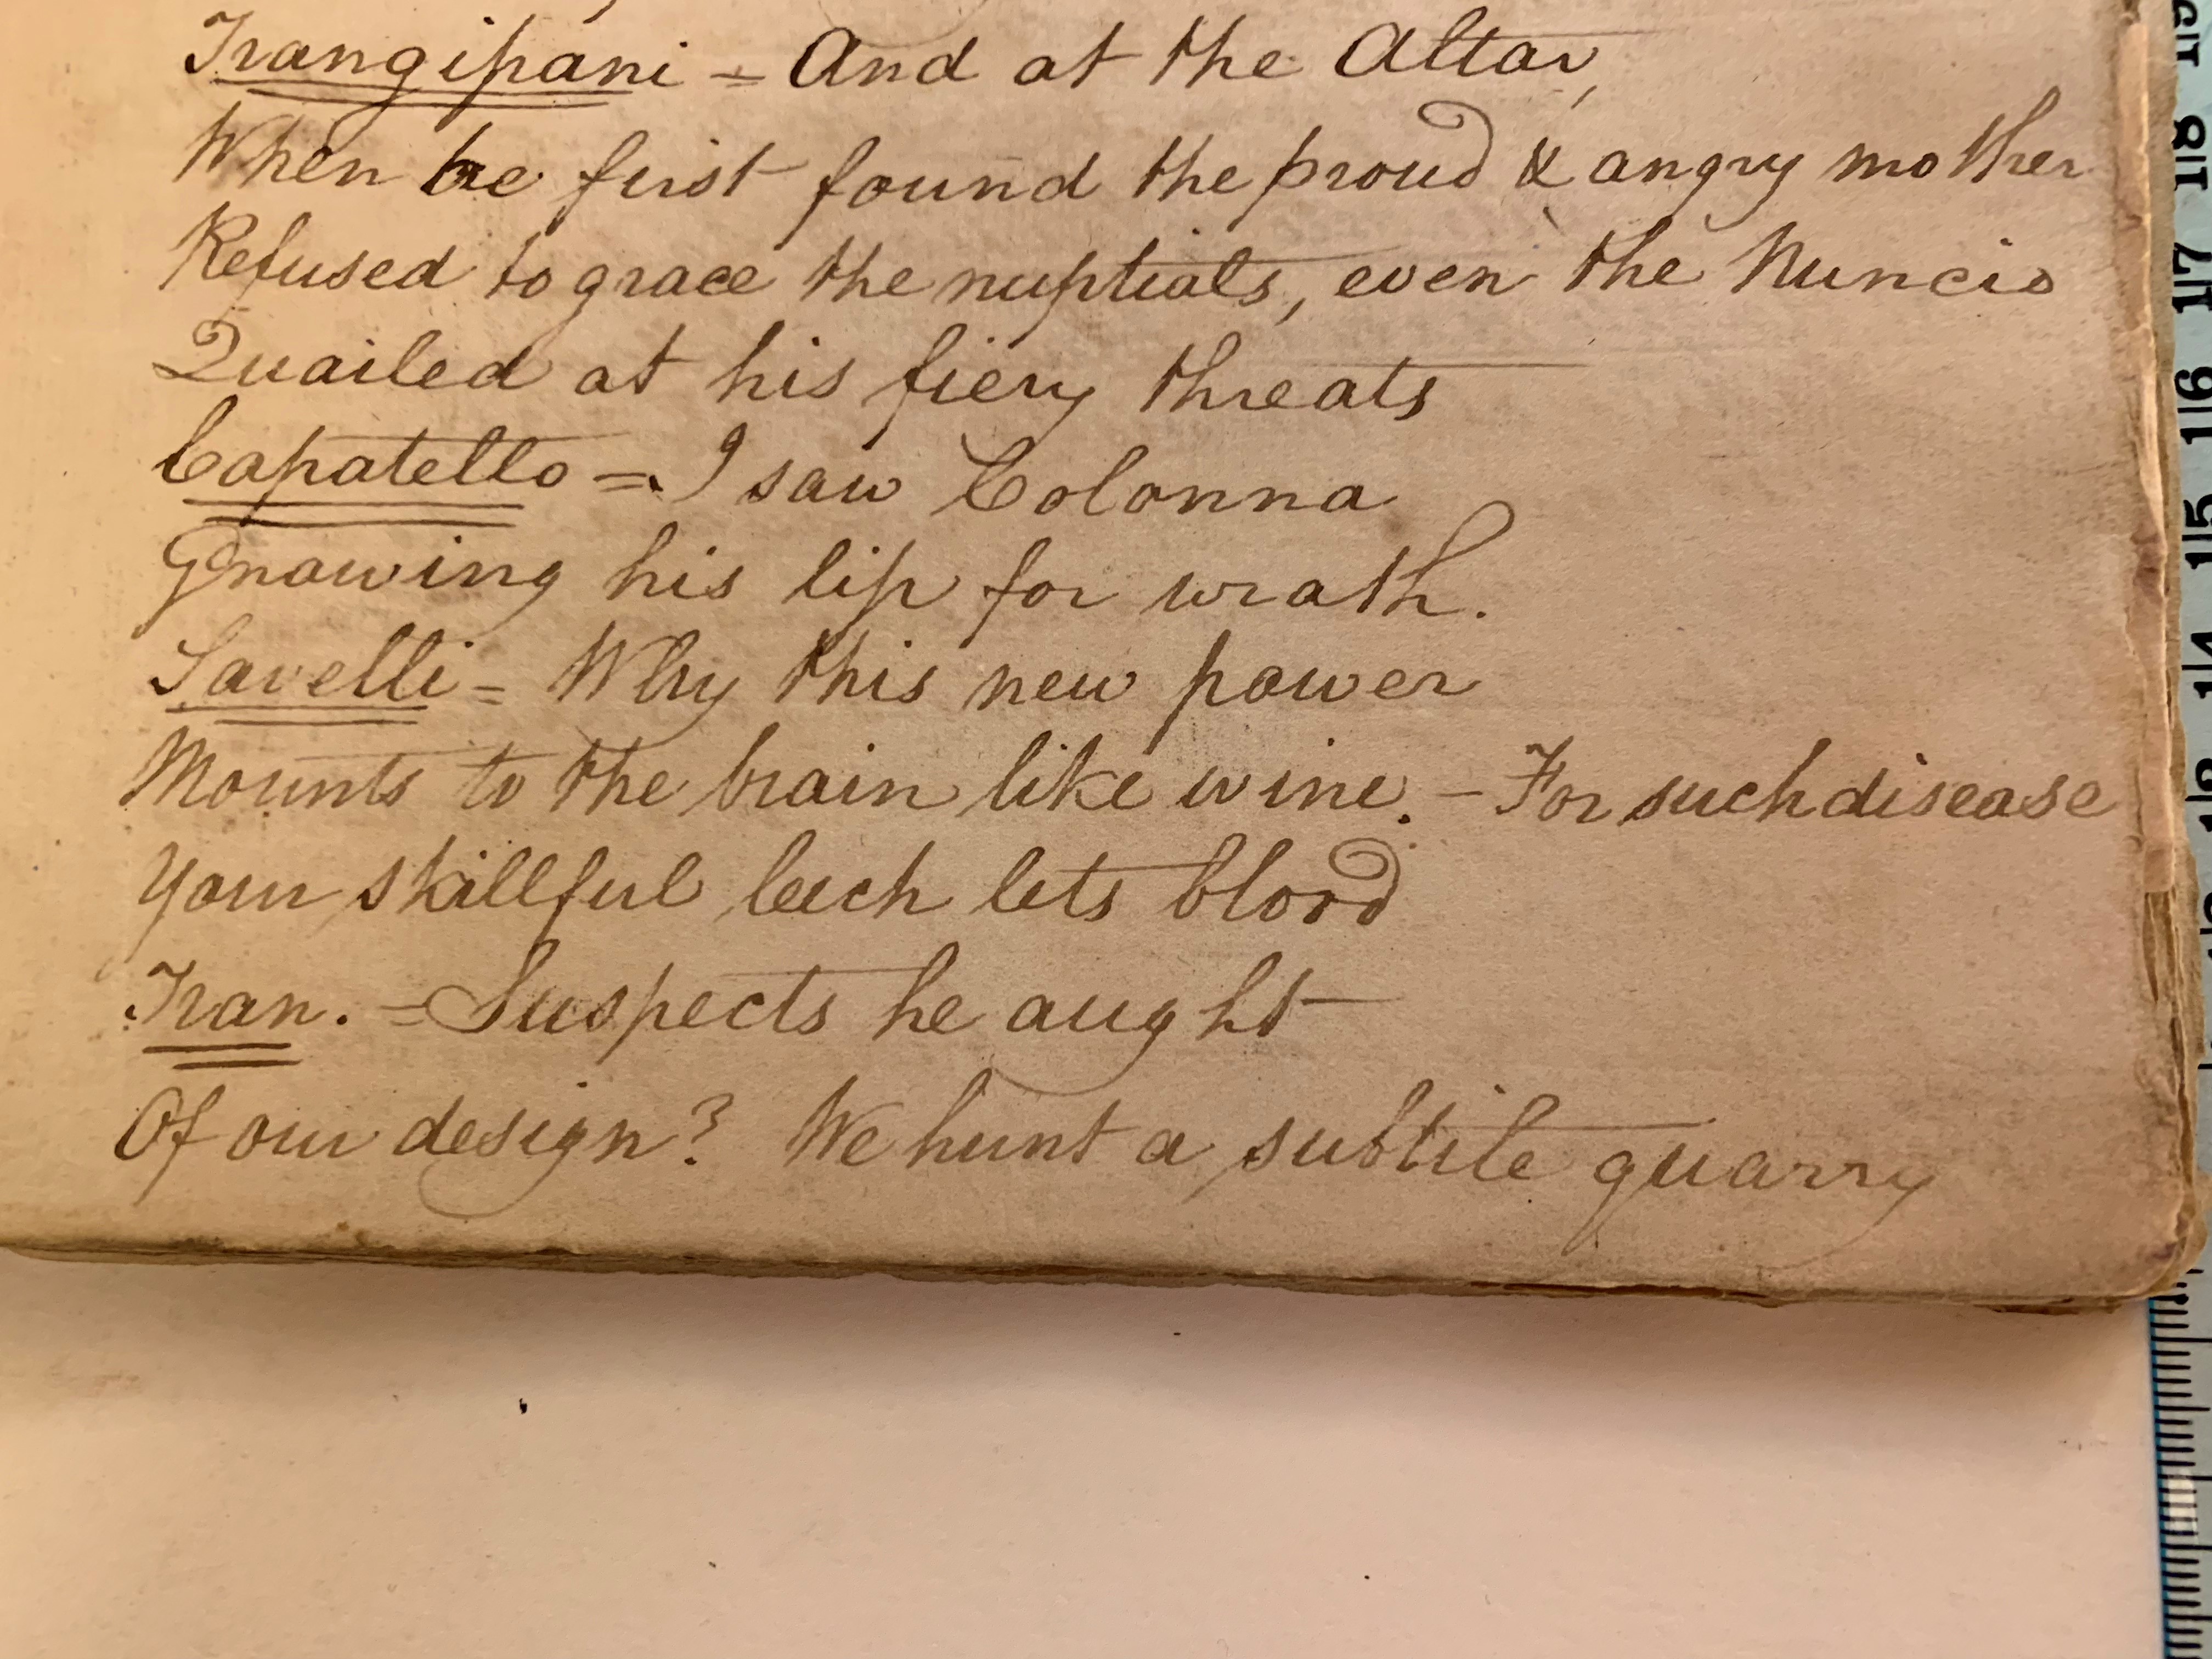 Frangipani = And at the Altar,
When he first found the proud & angry mother
Refused to grace the nuptials, even the Nuncio
Quailed at his fiery threats
Capatello = I saw Colonna
Gnawing his lip for wrath.
Savelli = Why this new power
Mounts to the brain like wine. - For such disease
Your skillful leech lets blood
Fran. = Suspects he aught
Of our design? We hunt a subtile quarry
19
18
17
16
15
14